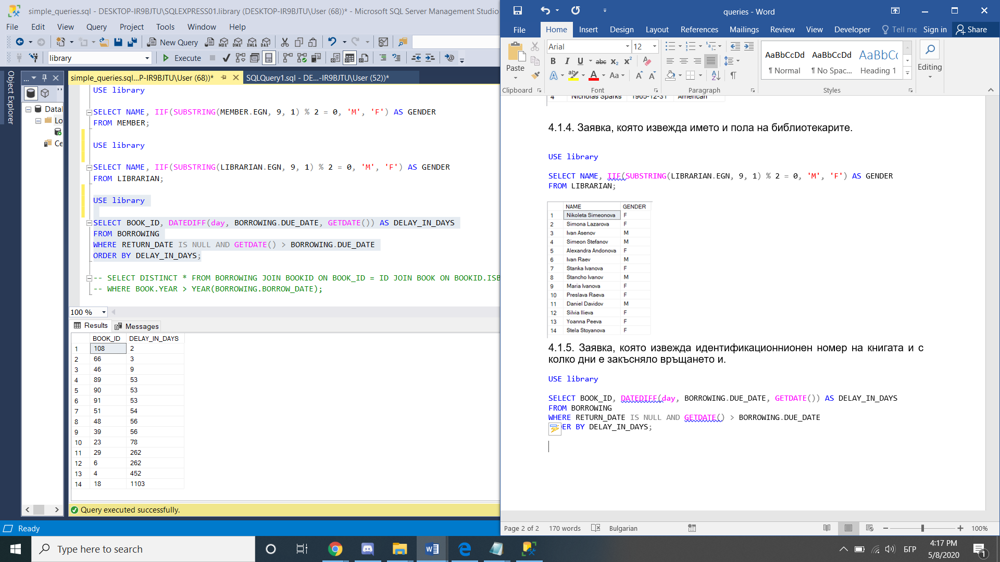 simple_queries.sql - DESKTOP-IR9BJTU\SQLEXPRESS01.library (DESKTOP-IR9BJTU\User (68))* - Microsoft SQL Server Management Studio
File Edit View Query Project Tools Window Help
New Query
MDX DMX XMLA DAX
library
Execute
Object Explorer
...
simple_queries.sql...P-IR9BJTU\User (68))*
SQLQuery1.sql - DE...-IR9BJTU\User (52))*
Datal
Lo
Ce
USE library
SELECT NAME, IIF(SUBSTRING(MEMBER.EGN, 9, 1) % 2 = 0, 'M', 'F') AS GENDER
FROM MEMBER;
USE library
SELECT NAME, IIF(SUBSTRING(LIBRARIAN.EGN, 9, 1) % 2 = 0, 'M', 'F') AS GENDER
FROM LIBRARIAN;
USE library
SELECT BOOK_ID, DATEDIFF(day, BORROWING.DUE_DATE, GETDATE()) AS DELAY_IN_DAYS
FROM BORROWING
WHERE RETURN_DATE IS NULL AND GETDATE() > BORROWING.DUE_DATE
ORDER BY DELAY_IN_DAYS;
-- SELECT DISTINCT * FROM BORROWING JOIN BOOKID ON BOOK_ID = ID JOIN BOOK ON BOOKID.ISB
-- WHERE BOOK.YEAR > YEAR(BORROWING.BORROW_DATE);
100 %
Results Messages
BOOK_ID DELAY_IN_DAYS
1 108 2
2 66 3
3 46 9
4 89 53
5 90 53
6 91 53
7 51 54
8 48 56
9 39 56
10 23 78
11 29 262
12 6 262
13 4 452
14 18 1103
Query executed successfully.
Ready
queries - Word
File Home Insert Design Layout References Mailings Review View Developer Tell me Sign in Share
Paste
Clipboard
Arial 12
B I U abc x₂ x²
A aby A Aa A A
Font
Paragraph
AaBbCcDd AaBbCcDd AaBbCc
¶ Normal ¶ No Spac... Heading 1
Styles
Editing
4 Nicholas Sparks 1965-12-31 American
4.1.4. Заявка, която извежда името и пола на библиотекарите.
USE library
SELECT NAME, IIF(SUBSTRING(LIBRARIAN.EGN, 9, 1) % 2 = 0, 'M', 'F') AS GENDER
FROM LIBRARIAN;
NAME GENDER
1 Nikoleta Simeonova F
2 Simona Lazarova F
3 Ivan Asenov M
4 Simeon Stefanov M
5 Alexandra Andonova F
6 Ivan Raev M
7 Stanka Ivanova F
8 Stancho Ivanov M
9 Maria Ivanova F
10 Preslava Raeva F
11 Daniel Davidov M
12 Silvia Ilieva F
13 Yoanna Peeva F
14 Stela Stoyanova F
4.1.5. Заявка, която извежда идентификационнионен номер на книгата и с
колко дни е закъсняло връщането и.
USE library
SELECT BOOK_ID, DATEDIFF(day, BORROWING.DUE_DATE, GETDATE()) AS DELAY_IN_DAYS
FROM BORROWING
WHERE RETURN_DATE IS NULL AND GETDATE() > BORROWING.DUE_DATE
DER BY DELAY_IN_DAYS;
Page 2 of 2 170 words Bulgarian 100%
Type here to search
БГР
4:17 PM
5/8/2020
1